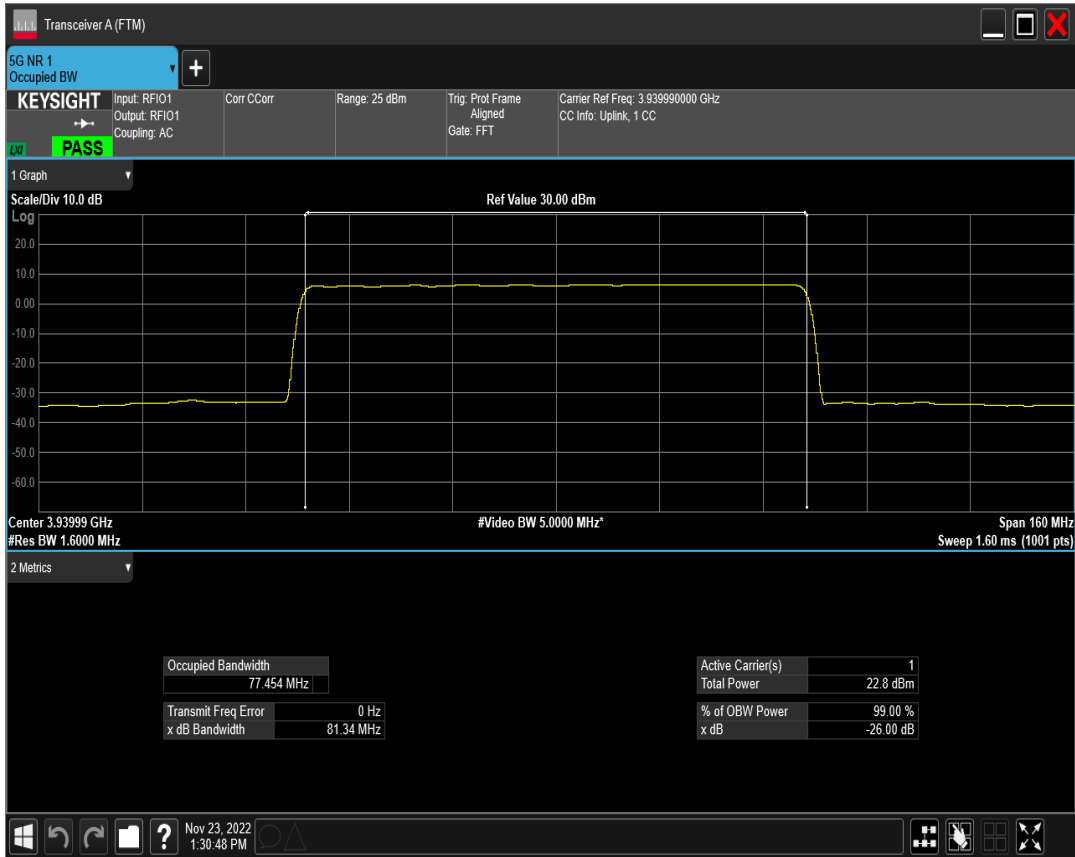 Transceiver A (FTM)
5G NR 1
Occupied BW
+
KEYSIGHT
LXI
PASS
Input: RFIO1
Output: RFIO1
Coupling: AC
Corr CCorr
Range: 25 dBm
Trig: Prot Frame
Aligned
Gate: FFT
Carrier Ref Freq: 3.939990000 GHz
CC Info: Uplink, 1 CC
1 Graph
Scale/Div 10.0 dB
Ref Value 30.00 dBm
Log
20.0
10.0
0.00
-10.0
-20.0
-30.0
-40.0
-50.0
-60.0
Center 3.93999 GHz
#Video BW 5.0000 MHz*
Span 160 MHz
#Res BW 1.6000 MHz
Sweep 1.60 ms (1001 pts)
2 Metrics
Occupied Bandwidth
77.454 MHz
Transmit Freq Error 0 Hz
x dB Bandwidth 81.34 MHz
Active Carrier(s) 1
Total Power 22.8 dBm
% of OBW Power 99.00 %
x dB -26.00 dB
?
Nov 23, 2022
1:30:48 PM